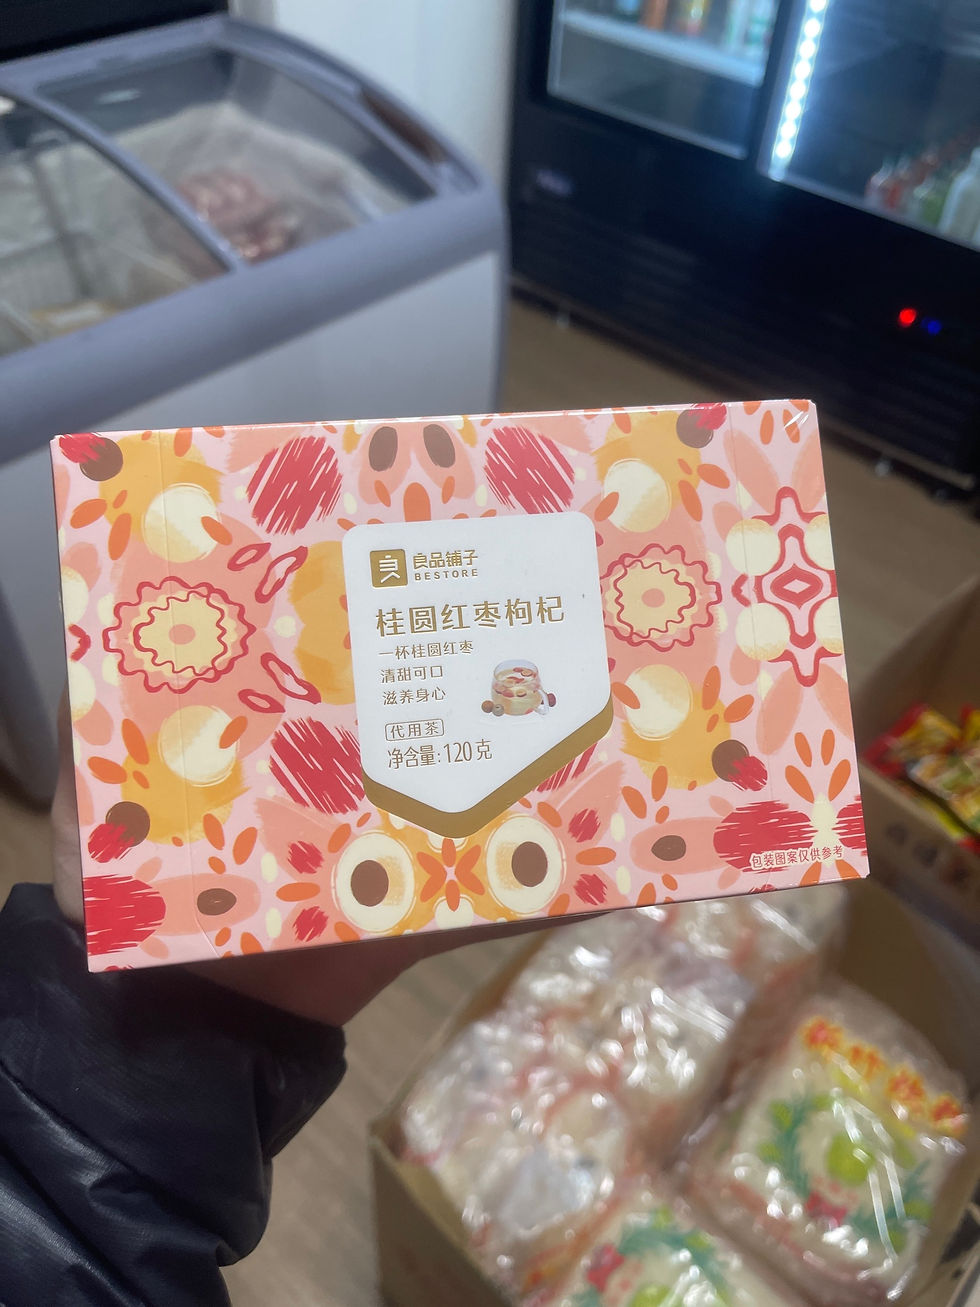 良品铺子
BESTORE
桂圆红枣枸杞
一杯桂圆红枣
清甜可口
滋养身心
代用茶
净含量:120克
包装图案仅供参考